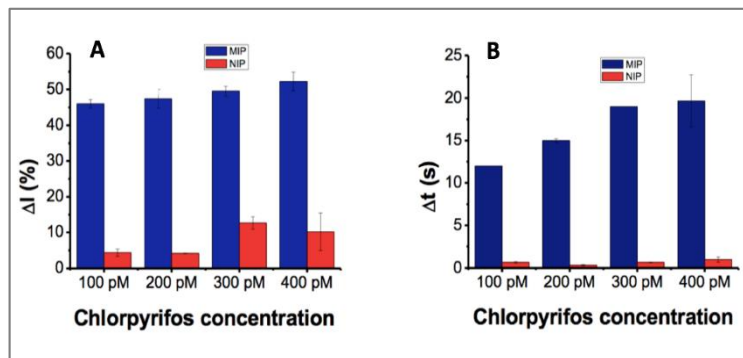 A
MIP
NIP
60
50
40
30
20
10
0
ΔI (%)
100 pM 200 pM 300 pM 400 pM
Chlorpyrifos concentration
B
MIP
NIP
25
20
15
10
5
0
Δt (s)
100 pM 200 pM 300 pM 400 pM
Chlorpyrifos concentration